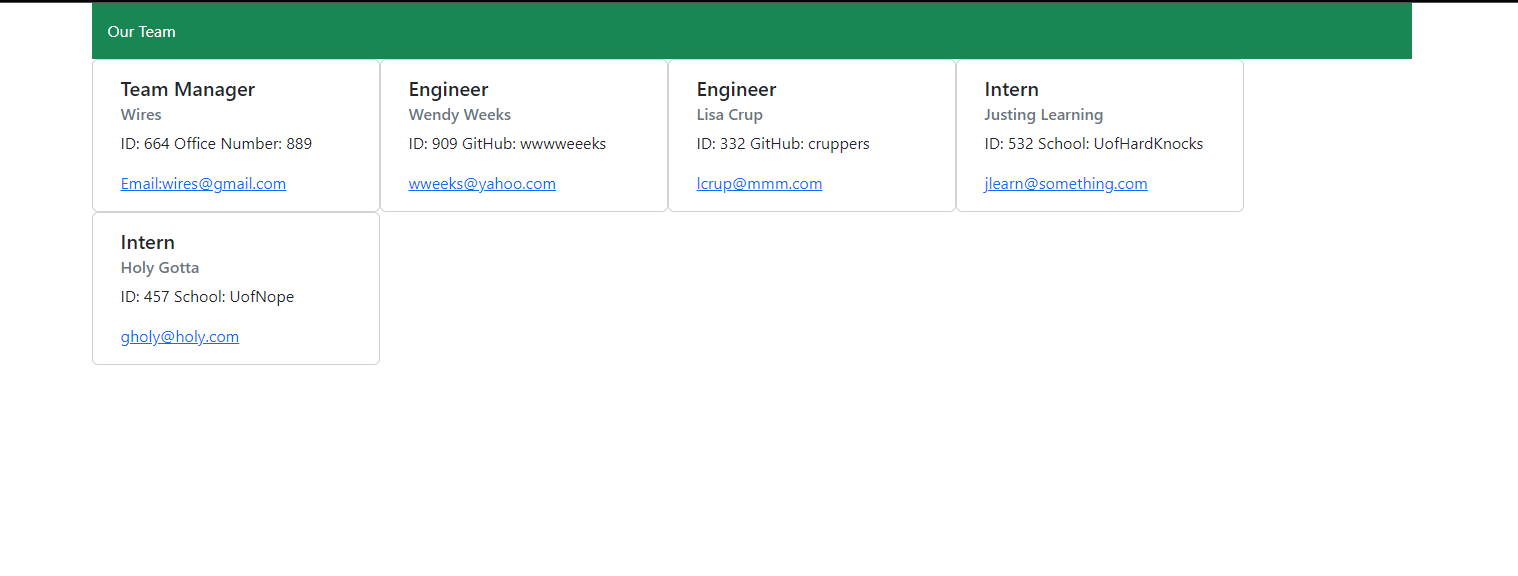 Our Team
Team Manager
Wires
ID: 664 Office Number: 889
Email:wires@gmail.com
Engineer
Wendy Weeks
ID: 909 GitHub: wwwweeeks
wweeks@yahoo.com
Engineer
Lisa Crup
ID: 332 GitHub: cruppers
lcrup@mmm.com
Intern
Justing Learning
ID: 532 School: UofHardKnocks
jlearn@something.com
Intern
Holy Gotta
ID: 457 School: UofNope
gholy@holy.com